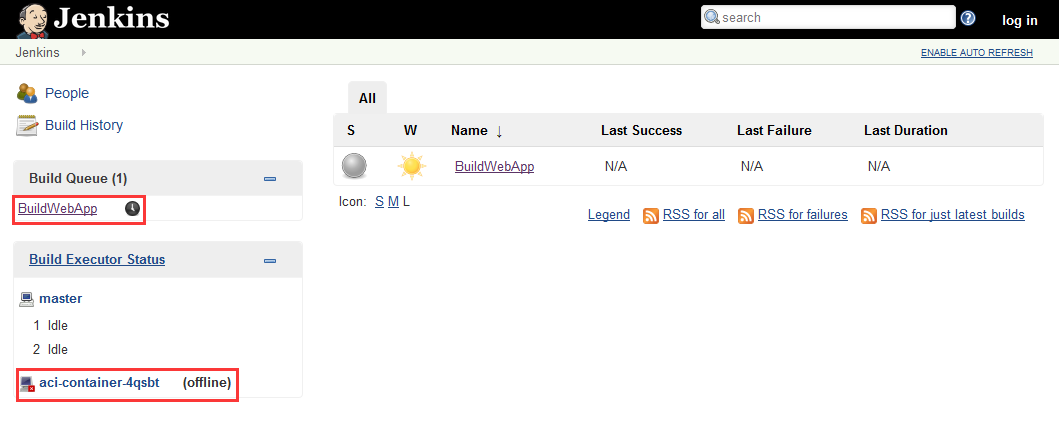 Jenkins
search
log in
Jenkins
ENABLE AUTO REFRESH
People
Build History
Build Queue (1)
BuildWebApp
Build Executor Status
master
1 Idle
2 Idle
aci-container-4qsbt (offline)
All
S W Name ↓ Last Success Last Failure Last Duration
BuildWebApp N/A N/A N/A
Icon: S M L
Legend RSS for all RSS for failures RSS for just latest builds